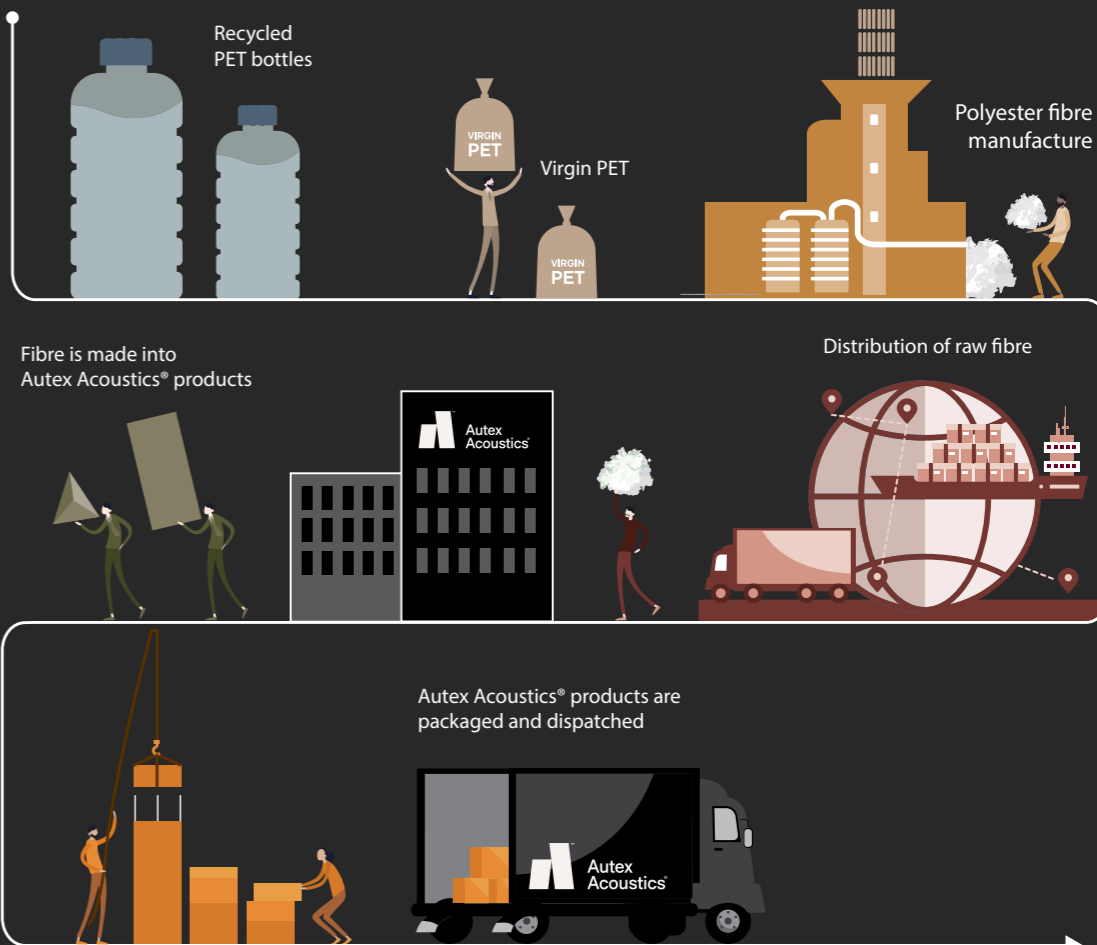 Recycled
PET bottles
VIRGIN
PET
Virgin PET
VIRGIN
PET
Polyester fibre
manufacture
Distribution of raw fibre
Autex
Acoustics®
Fibre is made into
Autex Acoustics® products
Autex Acoustics® products are
packaged and dispatched
Autex
Acoustics®